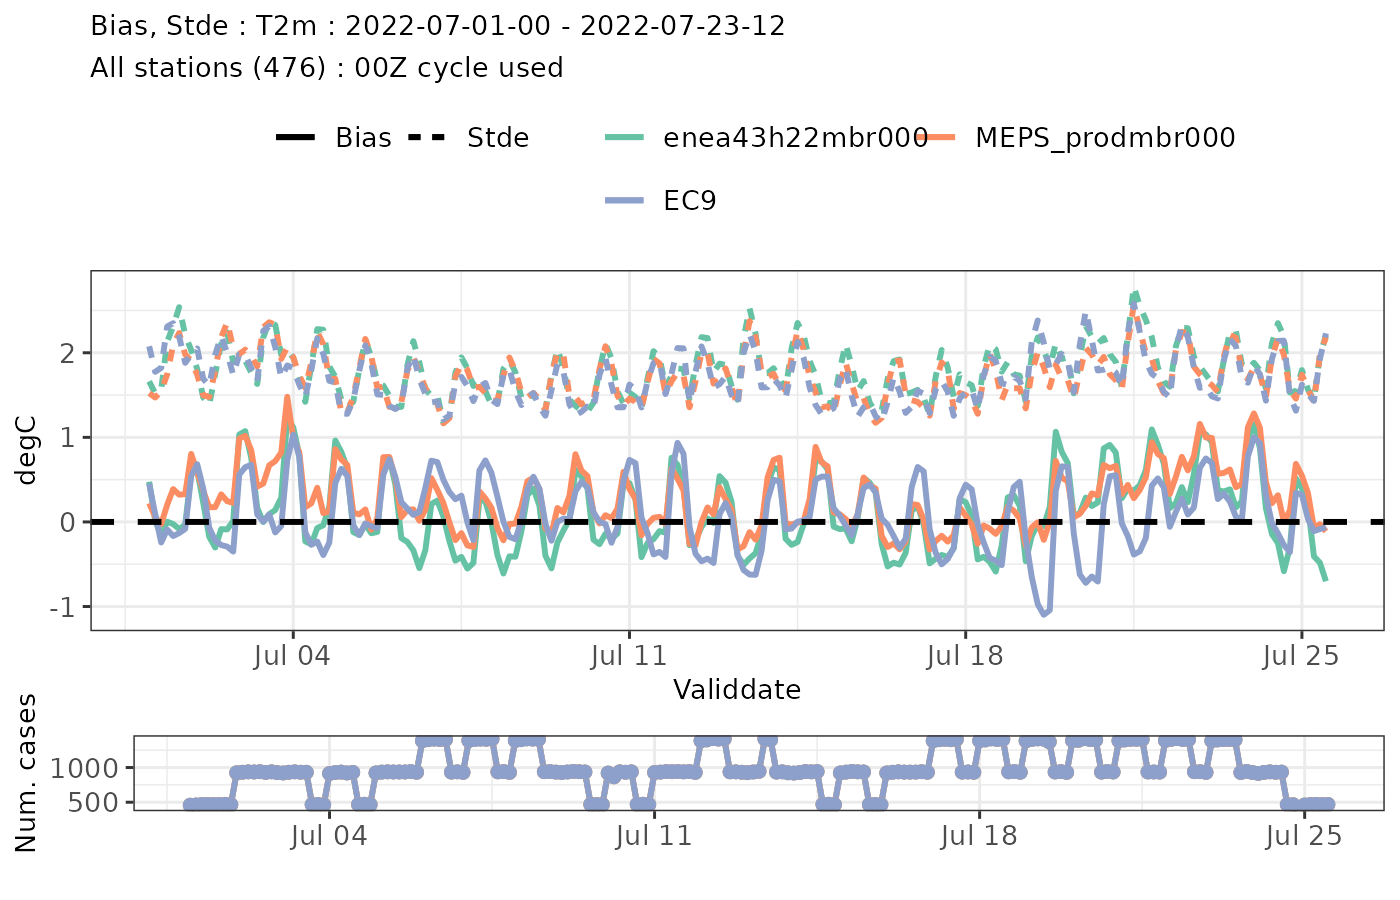 Bias, Stde : T2m : 2022-07-01-00 - 2022-07-23-12
All stations (476) : 00Z cycle used
Bias Stde enea43h22mbr000 MEPS_prodmbr000
EC9
degC
2
1
0
-1
Jul 04 Jul 11 Jul 18 Jul 25
Validdate
Num. cases
1000
500
Jul 04 Jul 11 Jul 18 Jul 25